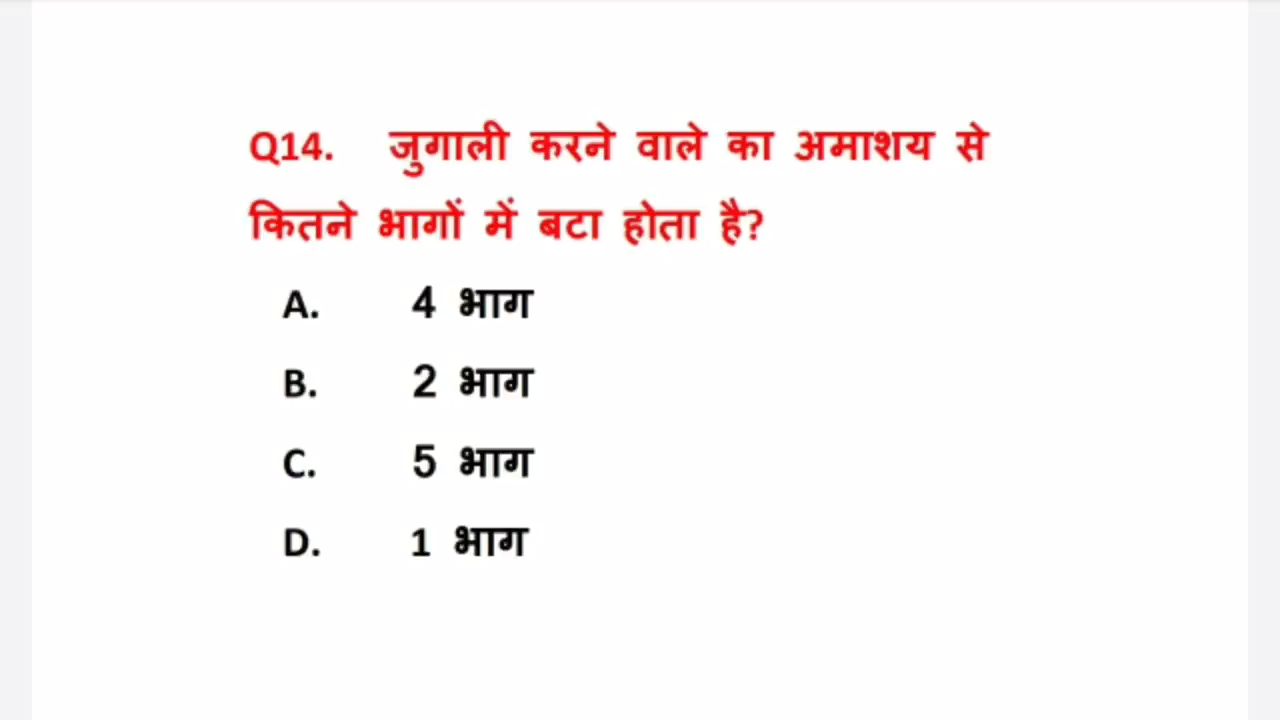 Q14. जुगाली करने वाले का अमाशय से
कितने भागों में बटा होता है?
A. 4 भाग
B. 2 भाग
C. 5 भाग
D. 1 भाग